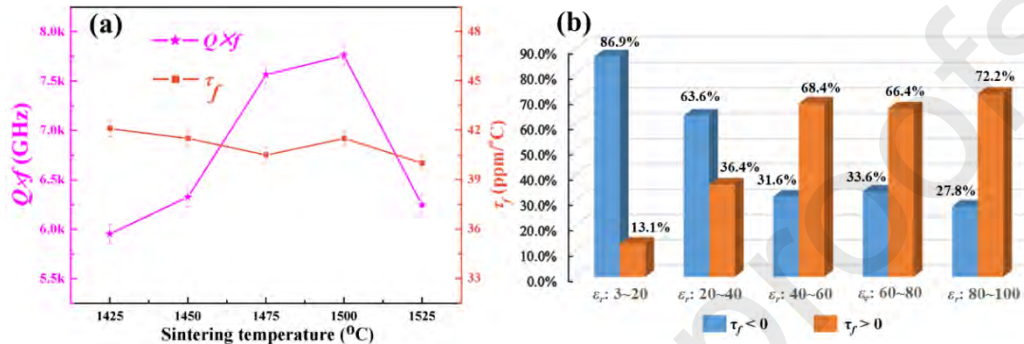 (a)
8.0k
7.5k
7.0k
6.5k
6.0k
5.5k
Q×f (GHz)
Q×f
τf
48
45
42
39
36
33
τf (ppm/°C)
1425 1450 1475 1500 1525
Sintering temperature (°C)
(b)
90.0%
80.0%
70.0%
60.0%
50.0%
40.0%
30.0%
20.0%
10.0%
0.0%
86.9%
13.1%
63.6%
36.4%
31.6%
68.4%
33.6%
66.4%
27.8%
72.2%
εr: 3~20 εr: 20~40 εr: 40~60 εr: 60~80 εr: 80~100
τf < 0 τf > 0
proofs